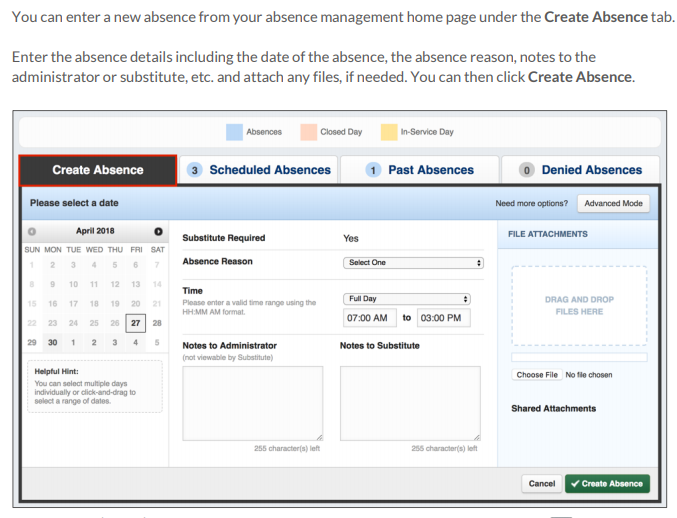 You can enter a new absence from your absence management home page under the Create Absence tab.
Enter the absence details including the date of the absence, the absence reason, notes to the
administrator or substitute, etc. and attach any files, if needed. You can then click Create Absence.
Absences Closed Day In-Service Day
Create Absence 3 Scheduled Absences 1 Past Absences 0 Denied Absences
Please select a date Need more options? Advanced Mode
April 2018
SUN MON TUE WED THU FRI SAT
1 2 3 4 5 6 7
8 9 10 11 12 13 14
15 16 17 18 19 20 21
22 23 24 25 26 27 28
29 30 1 2 3 4 5
Helpful Hint:
You can select multiple days
individually or click-and-drag to
select a range of dates.
Substitute Required Yes
Absence Reason Select One
Time
Please enter a valid time range using the
HH:MM AM format.
Full Day
07:00 AM to 03:00 PM
Notes to Administrator
(not viewable by Substitute)
255 character(s) left
Notes to Substitute
255 character(s) left
FILE ATTACHMENTS
DRAG AND DROP
FILES HERE
Choose File No file chosen
Shared Attachments
Cancel ✔ Create Absence